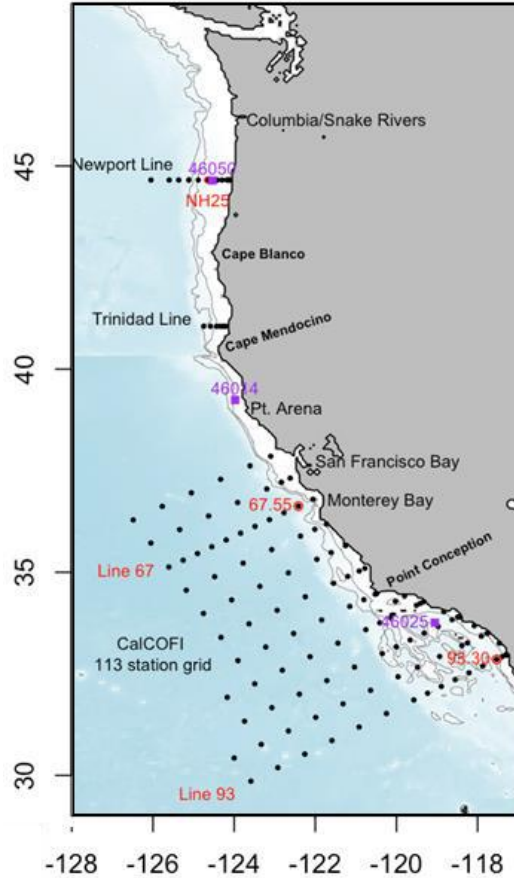 Columbia/Snake Rivers
46050
Newport Line
45
NH25
Cape Blanco
Trinidad Line
Cape Mendocino
40
46014
Pt. Arena
San Francisco Bay
67.55
Monterey Bay
Line 67
35
Point Conception
46025
CalCOFI
113 station grid
93.30
30
Line 93
-128
-126
-124
-122
-120
-118